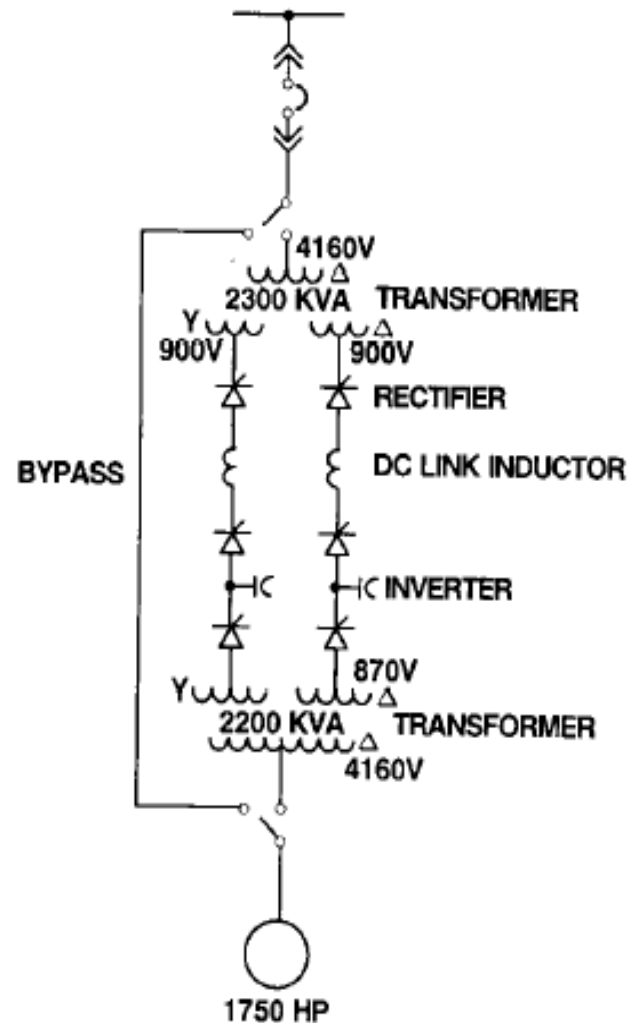 4160V Δ
2300 KVA TRANSFORMER
Y Δ
900V 900V
RECTIFIER
BYPASS DC LINK INDUCTOR
INVERTER
870V
Y Δ
2200 KVA TRANSFORMER
Δ
4160V
1750 HP